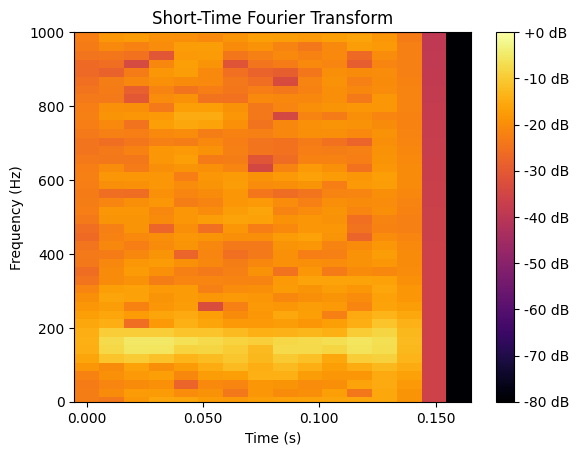 Short-Time Fourier Transform
1000
800
600
400
200
0
Frequency (Hz)
0.000
0.050
0.100
0.150
Time (s)
+0 dB
-10 dB
-20 dB
-30 dB
-40 dB
-50 dB
-60 dB
-70 dB
-80 dB